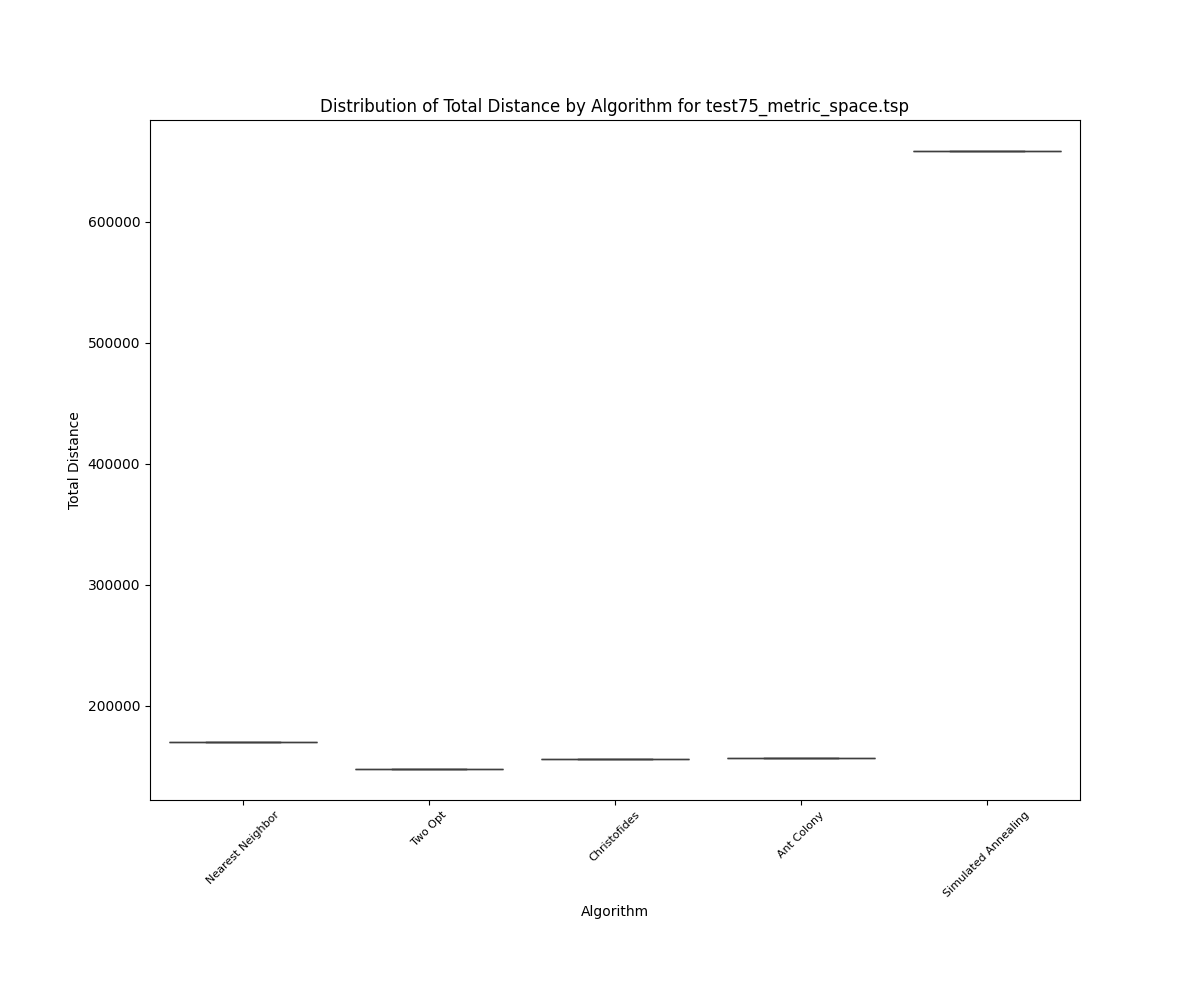 Distribution of Total Distance by Algorithm for test75_metric_space.tsp
600000
500000
400000
300000
200000
Total Distance
Nearest Neighbor
Two Opt
Christofides
Ant Colony
Simulated Annealing
Algorithm